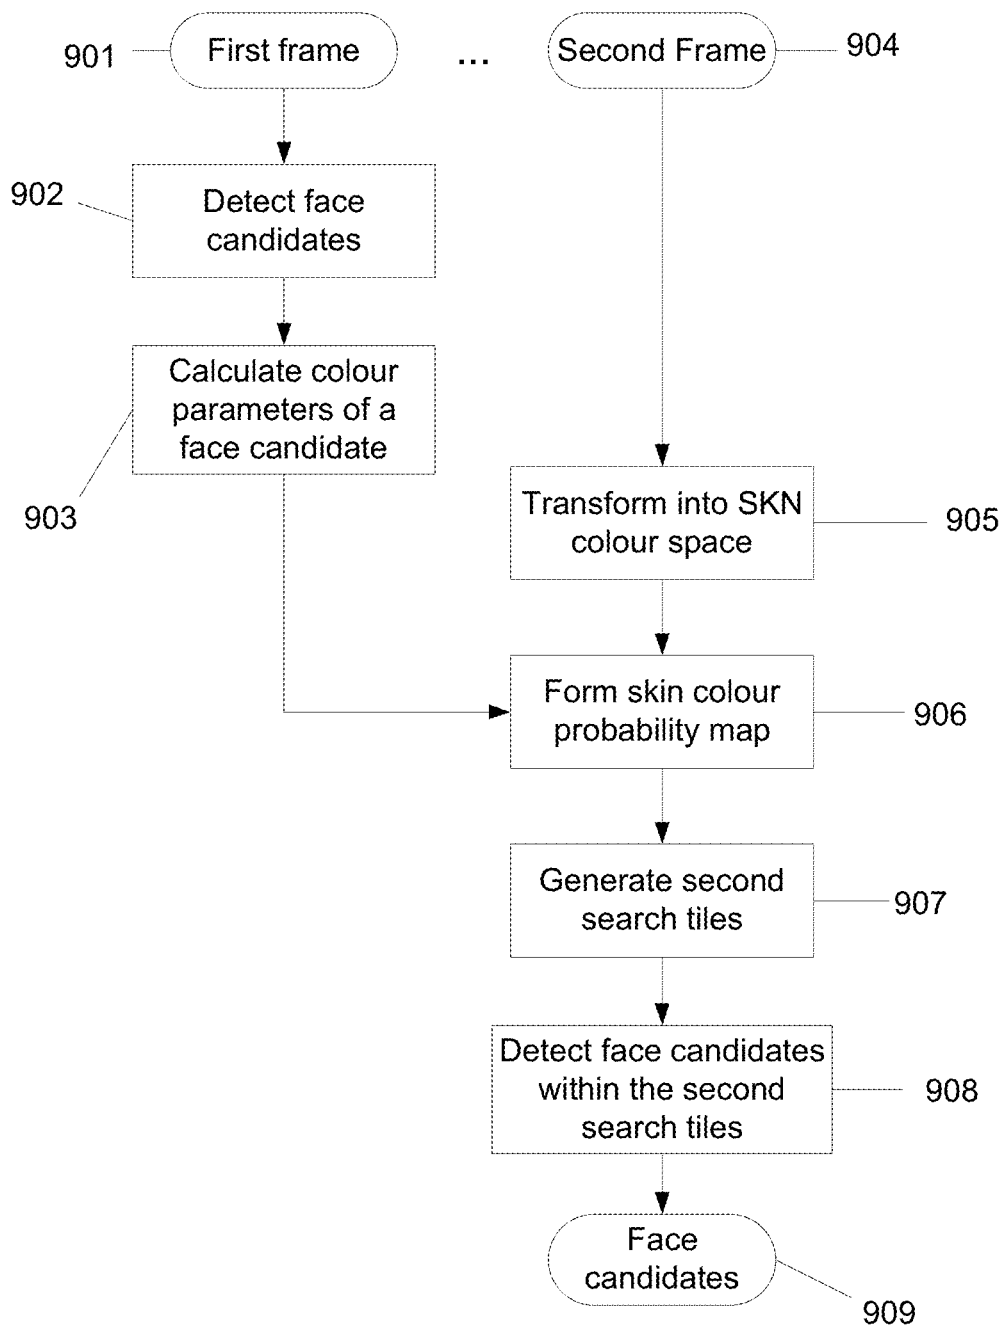 901
First frame
...
Second Frame
904
902
Detect face
candidates
Calculate colour
parameters of a
face candidate
903
Transform into SKN
colour space
905
Form skin colour
probability map
906
Generate second
search tiles
907
Detect face candidates
within the second
search tiles
908
Face
candidates
909